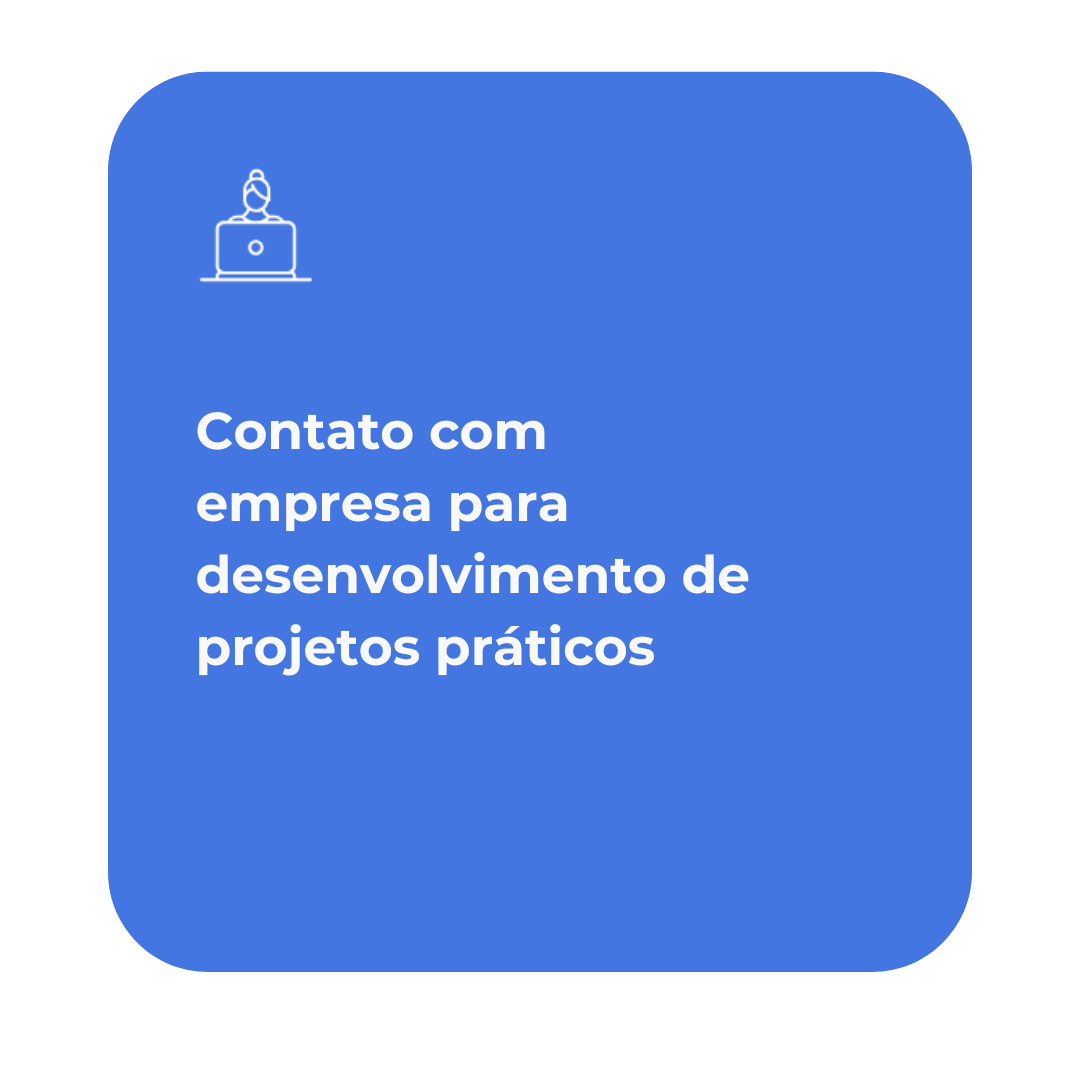 Contato com
empresa para
desenvolvimento de
projetos práticos